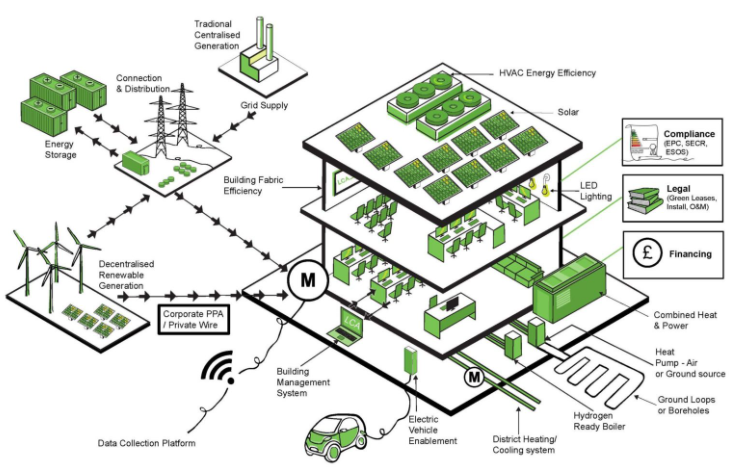 Tradional
Centralised
Generation
HVAC Energy Efficiency
Connection
& Distribution
Grid Supply
Solar
Energy
Storage
Compliance
(EPC, SECR,
ESOS)
Building Fabric
Efficiency
LCA
LED
Lighting
Legal
(Green Leases,
Install, O&M)
£
Financing
Decentralised
Renewable
Generation
M
Corporate PPA
/ Private Wire
LCA
Combined Heat
& Power
Building
Management
System
M
Heat
Pump - Air
or Ground source
Ground Loops
or Boreholes
Electric
Vehicle
Enablement
Hydrogen
Ready Boiler
District Heating/
Cooling system
Data Collection Platform